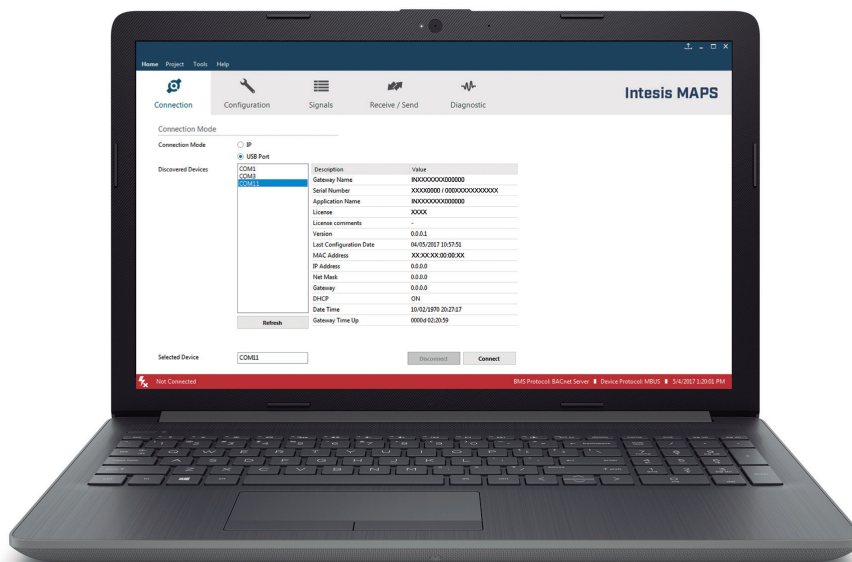 Home Project Tools Help
Connection Configuration Signals Receive / Send Diagnostic Intesis MAPS
Connection Mode
Connection Mode IP
USB Port
Discovered Devices COM1 Description Value
COM3 Gateway Name INXXXXXXX000000
COM11 Serial Number XXXX0000 / 000XXXXXXXXXXXX
Application Name INXXXXXXX000000
License XXXX
License comments -
Version 0.0.0.1
Last Configuration Date 04/05/2017 10:57:51
MAC Address XX:XX:XX:00:00:XX
IP Address 0.0.0.0
Net Mask 0.0.0.0
Gateway 0.0.0.0
DHCP ON
Date Time 10/02/1970 20:27:17
Refresh Gateway Time Up 0000d 02:20:59
Selected Device COM11 Disconnect Connect
Not Connected BMS Protocol: BACnet Server Device Protocol: MBUS 5/4/2017 1:20:01 PM
Q W E R T Y U I O P
A S D F G H J K L
Z X C V B N M